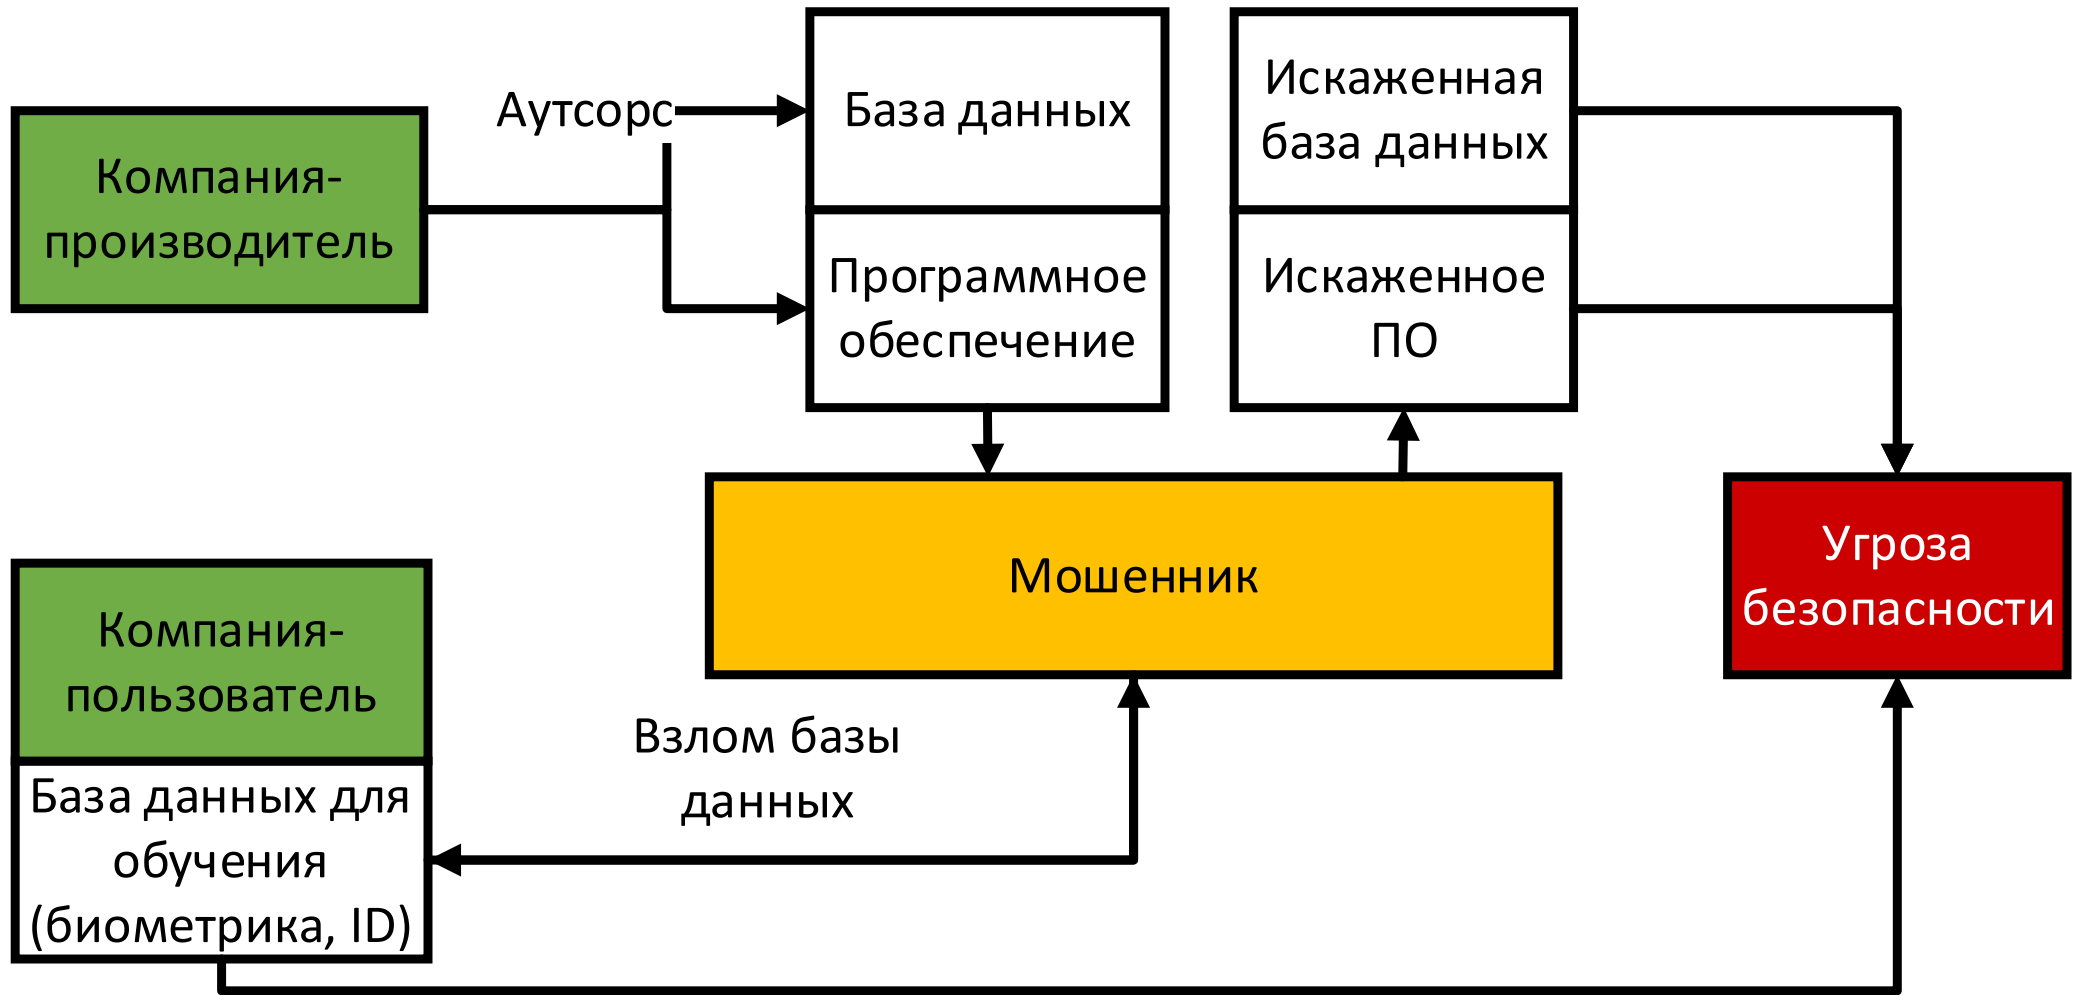 Компания-
производитель
Аутсорс
База данных
Программное
обеспечение
Искаженная
база данных
Искаженное
ПО
Мошенник
Угроза
безопасности
Компания-
пользователь
База данных для
обучения
(биометрика, ID)
Взлом базы
данных